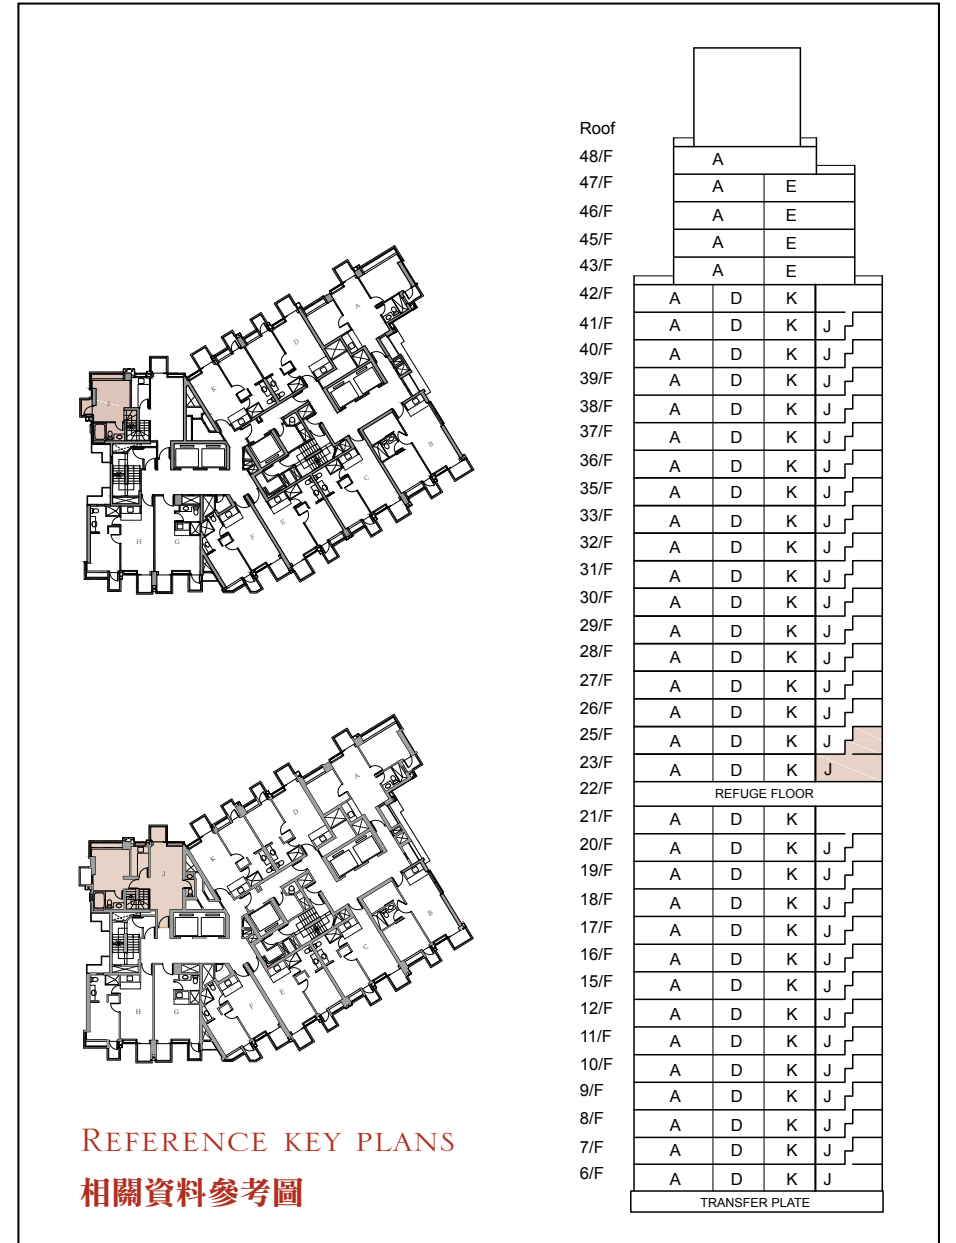 Roof
48/F A
47/F A E
46/F A E
45/F A E
43/F A E
42/F A D K
41/F A D K J
40/F A D K J
39/F A D K J
38/F A D K J
37/F A D K J
36/F A D K J
35/F A D K J
33/F A D K J
32/F A D K J
31/F A D K J
30/F A D K J
29/F A D K J
28/F A D K J
27/F A D K J
26/F A D K J
25/F A D K J
23/F A D K J
22/F REFUGE FLOOR
21/F A D K
20/F A D K J
19/F A D K J
18/F A D K J
17/F A D K J
16/F A D K J
15/F A D K J
12/F A D K J
11/F A D K J
10/F A D K J
9/F A D K J
8/F A D K J
7/F A D K J
6/F A D K J
TRANSFER PLATE
A
D
K
J
B
C
E
F
H G
A
D
K
J
B
C
E
F
H G
REFERENCE KEY PLANS
相關資料參考圖